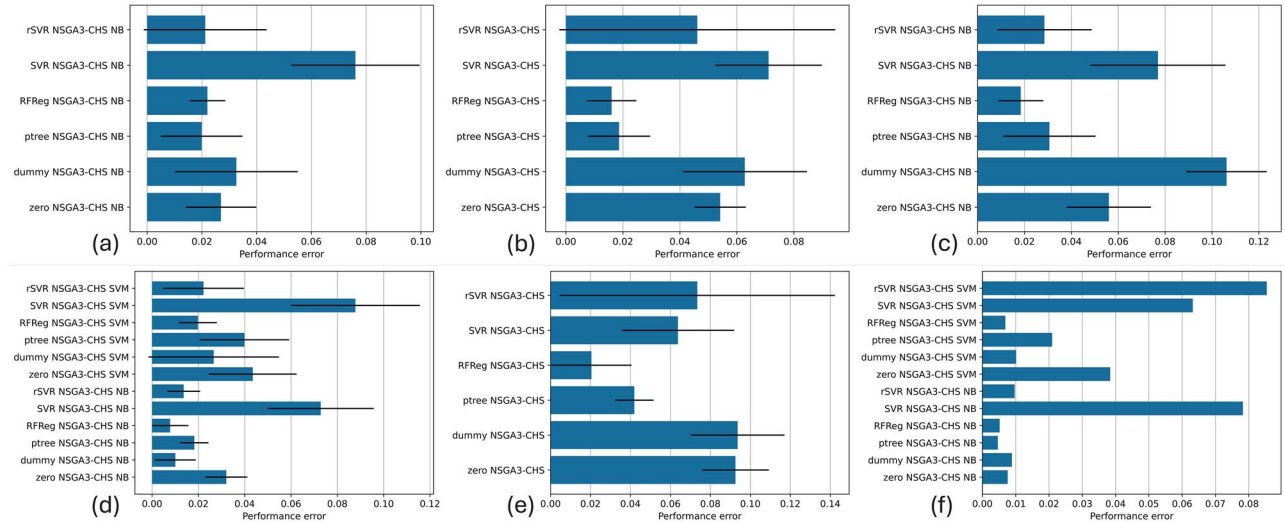 rSVR NSGA3-CHS NB
SVR NSGA3-CHS NB
RFReg NSGA3-CHS NB
ptree NSGA3-CHS NB
dummy NSGA3-CHS NB
zero NSGA3-CHS NB
0.00 0.02 0.04 0.06 0.08 0.10
Performance error
(a)
rSVR NSGA3-CHS
SVR NSGA3-CHS
RFReg NSGA3-CHS
ptree NSGA3-CHS
dummy NSGA3-CHS
zero NSGA3-CHS
0.00 0.02 0.04 0.06 0.08
Performance error
(b)
rSVR NSGA3-CHS NB
SVR NSGA3-CHS NB
RFReg NSGA3-CHS NB
ptree NSGA3-CHS NB
dummy NSGA3-CHS NB
zero NSGA3-CHS NB
0.00 0.02 0.04 0.06 0.08 0.10 0.12
Performance error
(c)
rSVR NSGA3-CHS SVM
SVR NSGA3-CHS SVM
RFReg NSGA3-CHS SVM
ptree NSGA3-CHS SVM
dummy NSGA3-CHS SVM
zero NSGA3-CHS SVM
rSVR NSGA3-CHS NB
SVR NSGA3-CHS NB
RFReg NSGA3-CHS NB
ptree NSGA3-CHS NB
dummy NSGA3-CHS NB
zero NSGA3-CHS NB
0.00 0.02 0.04 0.06 0.08 0.10 0.12
Performance error
(d)
rSVR NSGA3-CHS
SVR NSGA3-CHS
RFReg NSGA3-CHS
ptree NSGA3-CHS
dummy NSGA3-CHS
zero NSGA3-CHS
0.00 0.02 0.04 0.06 0.08 0.10 0.12 0.14
Performance error
(e)
rSVR NSGA3-CHS SVM
SVR NSGA3-CHS SVM
RFReg NSGA3-CHS SVM
ptree NSGA3-CHS SVM
dummy NSGA3-CHS SVM
zero NSGA3-CHS SVM
rSVR NSGA3-CHS NB
SVR NSGA3-CHS NB
RFReg NSGA3-CHS NB
ptree NSGA3-CHS NB
dummy NSGA3-CHS NB
zero NSGA3-CHS NB
0.00 0.01 0.02 0.03 0.04 0.05 0.06 0.07 0.08
Performance error
(f)